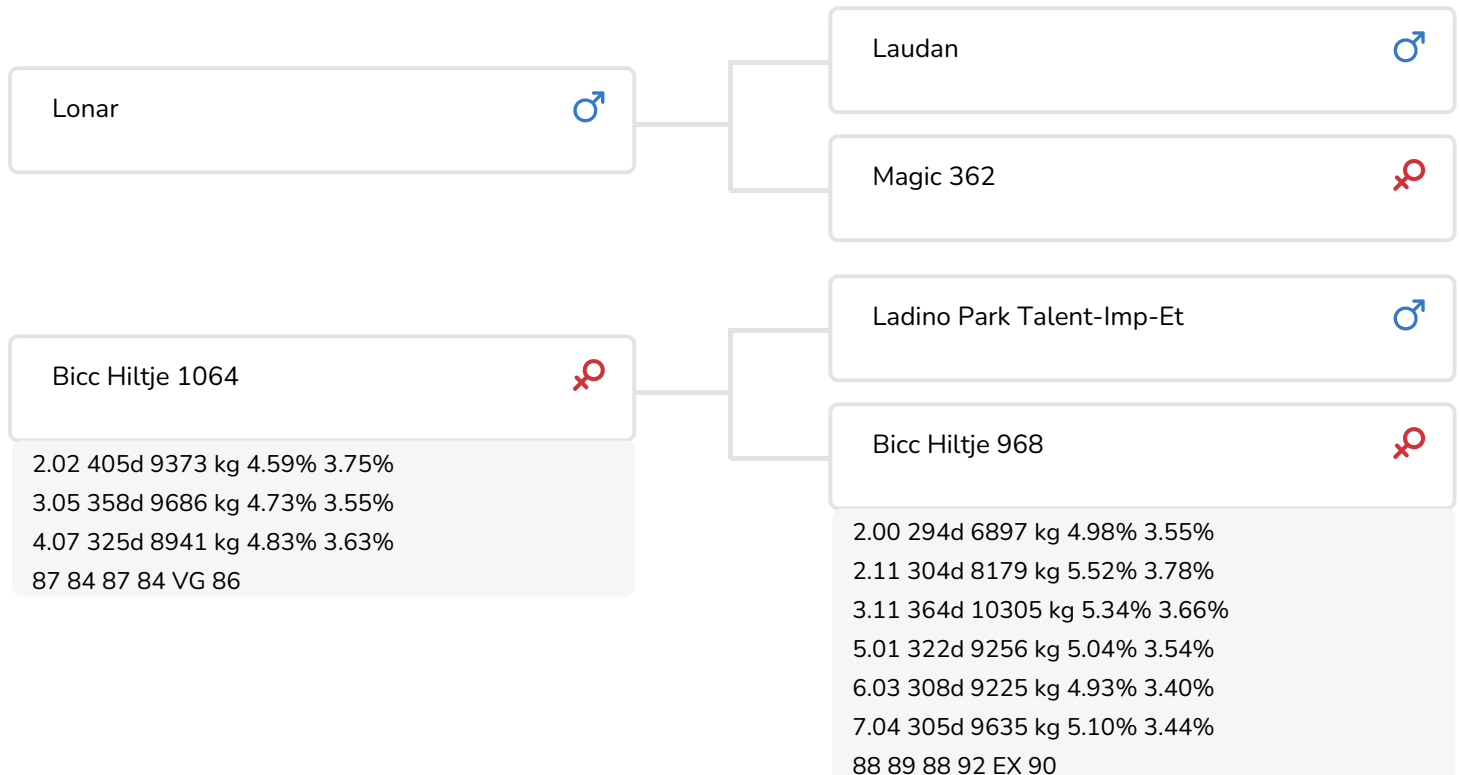 Lonar
Laudan
Magic 362
Bicc Hiltje 1064
2.02 405d 9373 kg 4.59% 3.75%
3.05 358d 9686 kg 4.73% 3.55%
4.07 325d 8941 kg 4.83% 3.63%
87 84 87 84 VG 86
Ladino Park Talent-Imp-Et
Bicc Hiltje 968
2.00 294d 6897 kg 4.98% 3.55%
2.11 304d 8179 kg 5.52% 3.78%
3.11 364d 10305 kg 5.34% 3.66%
5.01 322d 9256 kg 5.04% 3.54%
6.03 308d 9225 kg 4.93% 3.40%
7.04 305d 9635 kg 5.10% 3.44%
88 89 88 92 EX 90